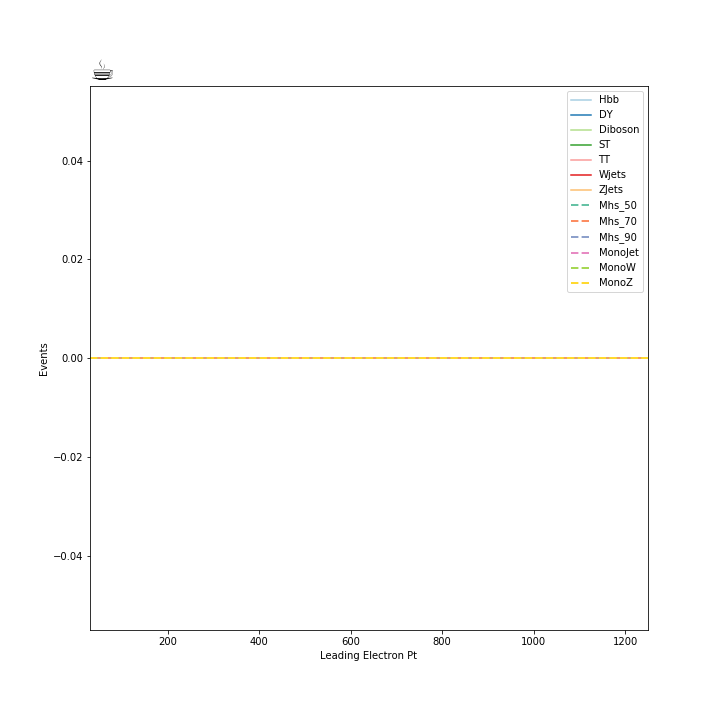 ☕
Hbb
DY
Diboson
ST
TT
Wjets
ZJets
Mhs_50
Mhs_70
Mhs_90
MonoJet
MonoW
MonoZ
0.04
0.02
0.00
−0.02
−0.04
Events
200 400 600 800 1000 1200
Leading Electron Pt